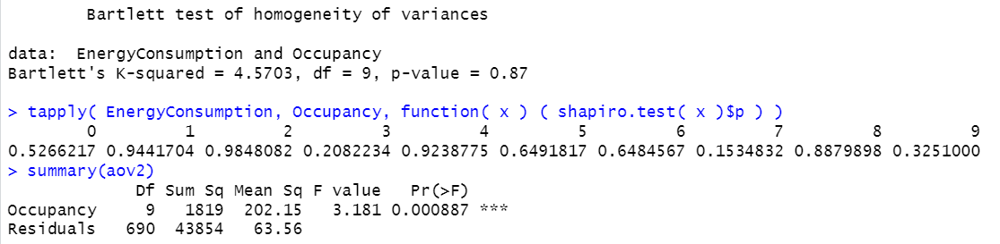 Bartlett test of homogeneity of variances
data:  EnergyConsumption and Occupancy
Bartlett's K-squared = 4.5703, df = 9, p-value = 0.87
> tapply( EnergyConsumption, Occupancy, function( x ) ( shapiro.test( x )$p ) )
        0         1         2         3         4         5         6         7         8         9
0.5266217 0.9441704 0.9848082 0.2082234 0.9238775 0.6491817 0.6484567 0.1534832 0.8879898 0.3251000
> summary(aov2)
             Df Sum Sq Mean Sq F value   Pr(>F)
Occupancy     9   1819  202.15   3.181 0.000887 ***
Residuals   690  43854   63.56